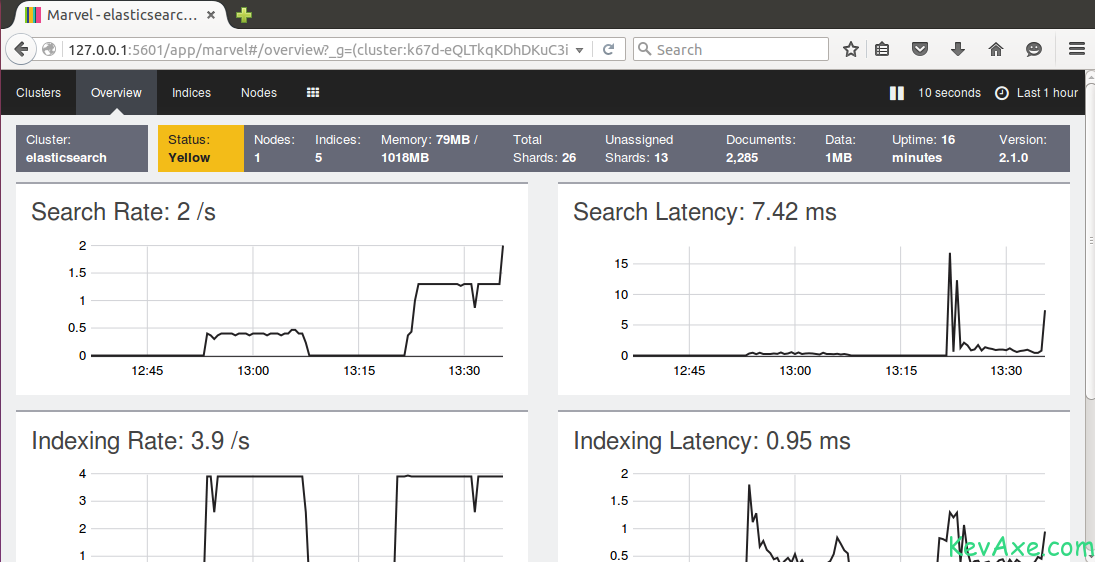 Marvel - elasticsearc...
127.0.0.1:5601/app/marvel#/overview?_g=(cluster:k67d-eQLTkqKDhDKuC3i
Search
Clusters Overview Indices Nodes 10 seconds Last 1 hour
Cluster: Status: Nodes: Indices: Memory: 79MB / Total Unassigned Documents: Data: Uptime: 16 Version:
elasticsearch Yellow 1 5 1018MB Shards: 26 Shards: 13 2,285 1MB minutes 2.1.0
Search Rate: 2 /s
2
1.5
1
0.5
0
12:45 13:00 13:15 13:30
Search Latency: 7.42 ms
15
10
5
0
12:45 13:00 13:15 13:30
Indexing Rate: 3.9 /s
4
3
2
1
Indexing Latency: 0.95 ms
2
1.5
1
0.5
KevAxe.com